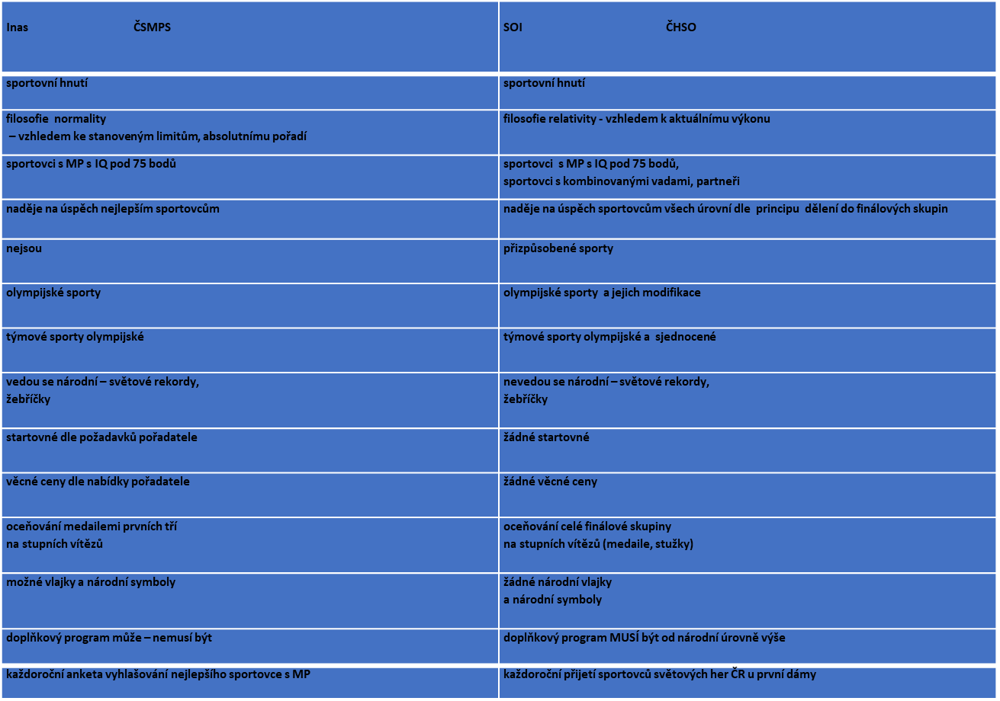 Inas ČSMPS
SOI ČHSO
sportovní hnutí
sportovní hnutí
filosofie normality
– vzhledem ke stanoveným limitům, absolutnímu pořadí
filosofie relativity - vzhledem k aktuálnímu výkonu
sportovci s MP s IQ pod 75 bodů
sportovci s MP s IQ pod 75 bodů,
sportovci s kombinovanými vadami, partneři
naděje na úspěch nejlepším sportovcům
naděje na úspěch sportovcům všech úrovní dle principu dělení do finálových skupin
nejsou
přizpůsobené sporty
olympijské sporty
olympijské sporty a jejich modifikace
týmové sporty olympijské
týmové sporty olympijské a sjednocené
vedou se národní – světové rekordy,
žebříčky
nevedou se národní – světové rekordy,
žebříčky
startovné dle požadavků pořadatele
žádné startovné
věcné ceny dle nabídky pořadatele
žádné věcné ceny
oceňování medailemi prvních tří
na stupních vítězů
oceňování celé finálové skupiny
na stupních vítězů (medaile, stužky)
možné vlajky a národní symboly
žádné národní vlajky
a národní symboly
doplňkový program může – nemusí být
doplňkový program MUSÍ být od národní úrovně výše
každoroční anketa vyhlašování nejlepšího sportovce s MP
každoroční přijetí sportovců světových her ČR u první dámy